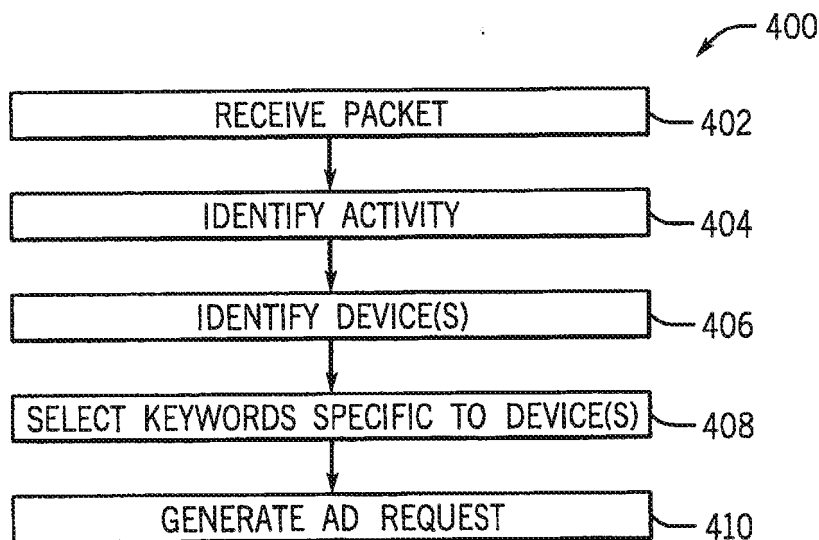 400
RECEIVE PACKET 402
IDENTIFY ACTIVITY 404
IDENTIFY DEVICE(S) 406
SELECT KEYWORDS SPECIFIC TO DEVICE(S) 408
GENERATE AD REQUEST 410